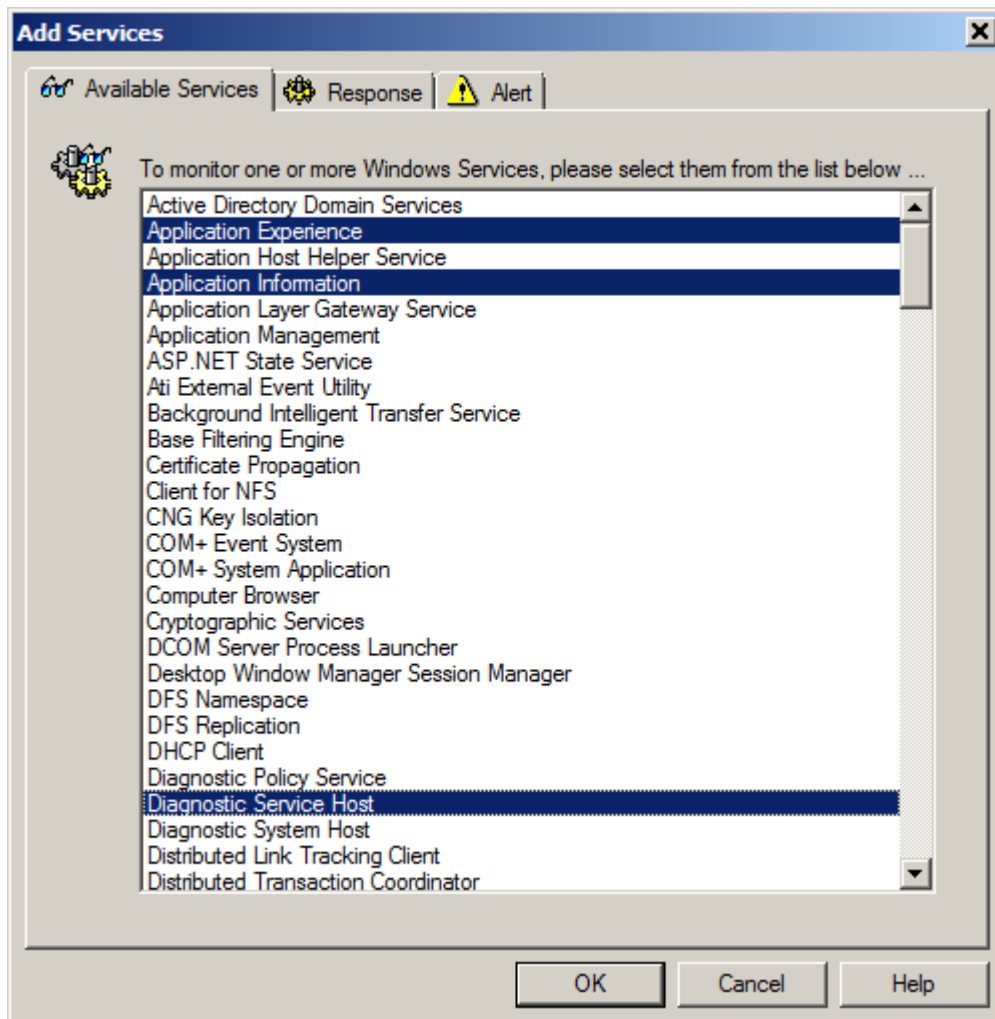 Add Services
Available Services
Response
Alert
To monitor one or more Windows Services, please select them from the list below ...
Active Directory Domain Services
Application Experience
Application Host Helper Service
Application Information
Application Layer Gateway Service
Application Management
ASP.NET State Service
Ati External Event Utility
Background Intelligent Transfer Service
Base Filtering Engine
Certificate Propagation
Client for NFS
CNG Key Isolation
COM+ Event System
COM+ System Application
Computer Browser
Cryptographic Services
DCOM Server Process Launcher
Desktop Window Manager Session Manager
DFS Namespace
DFS Replication
DHCP Client
Diagnostic Policy Service
Diagnostic Service Host
Diagnostic System Host
Distributed Link Tracking Client
Distributed Transaction Coordinator
OK
Cancel
Help